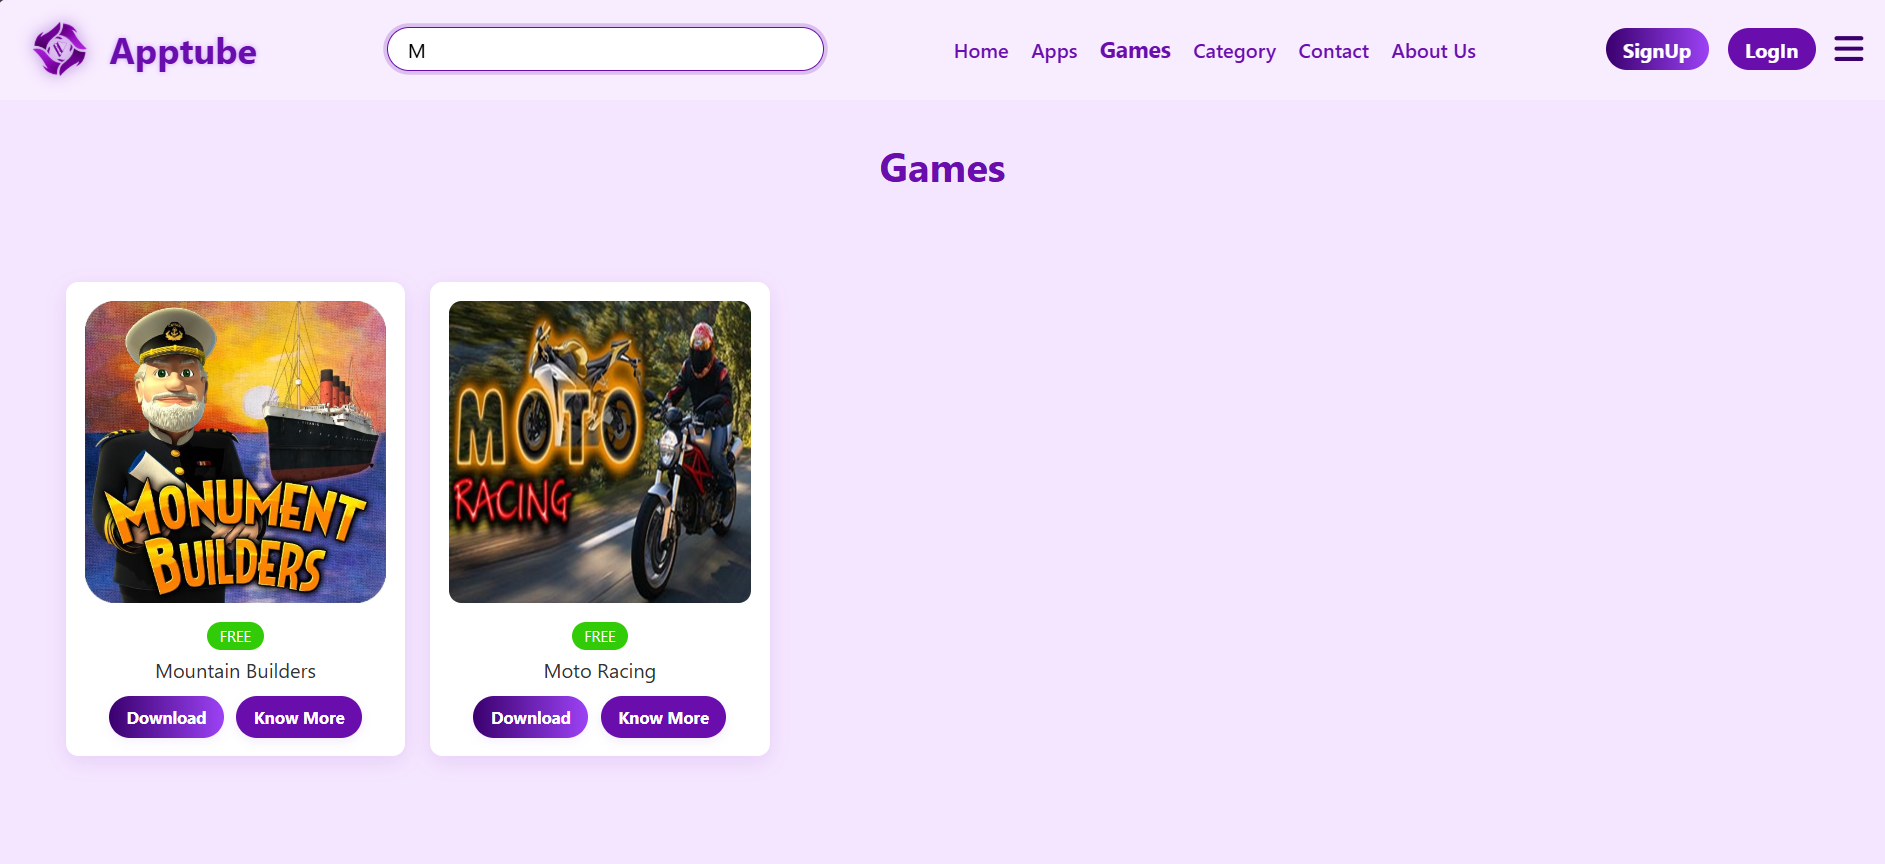 Apptube
M
Home Apps Games Category Contact About Us
SignUp LogIn
Games
MONUMENT
BUILDERS
FREE
Mountain Builders
Download Know More
MOTO
RACING
FREE
Moto Racing
Download Know More